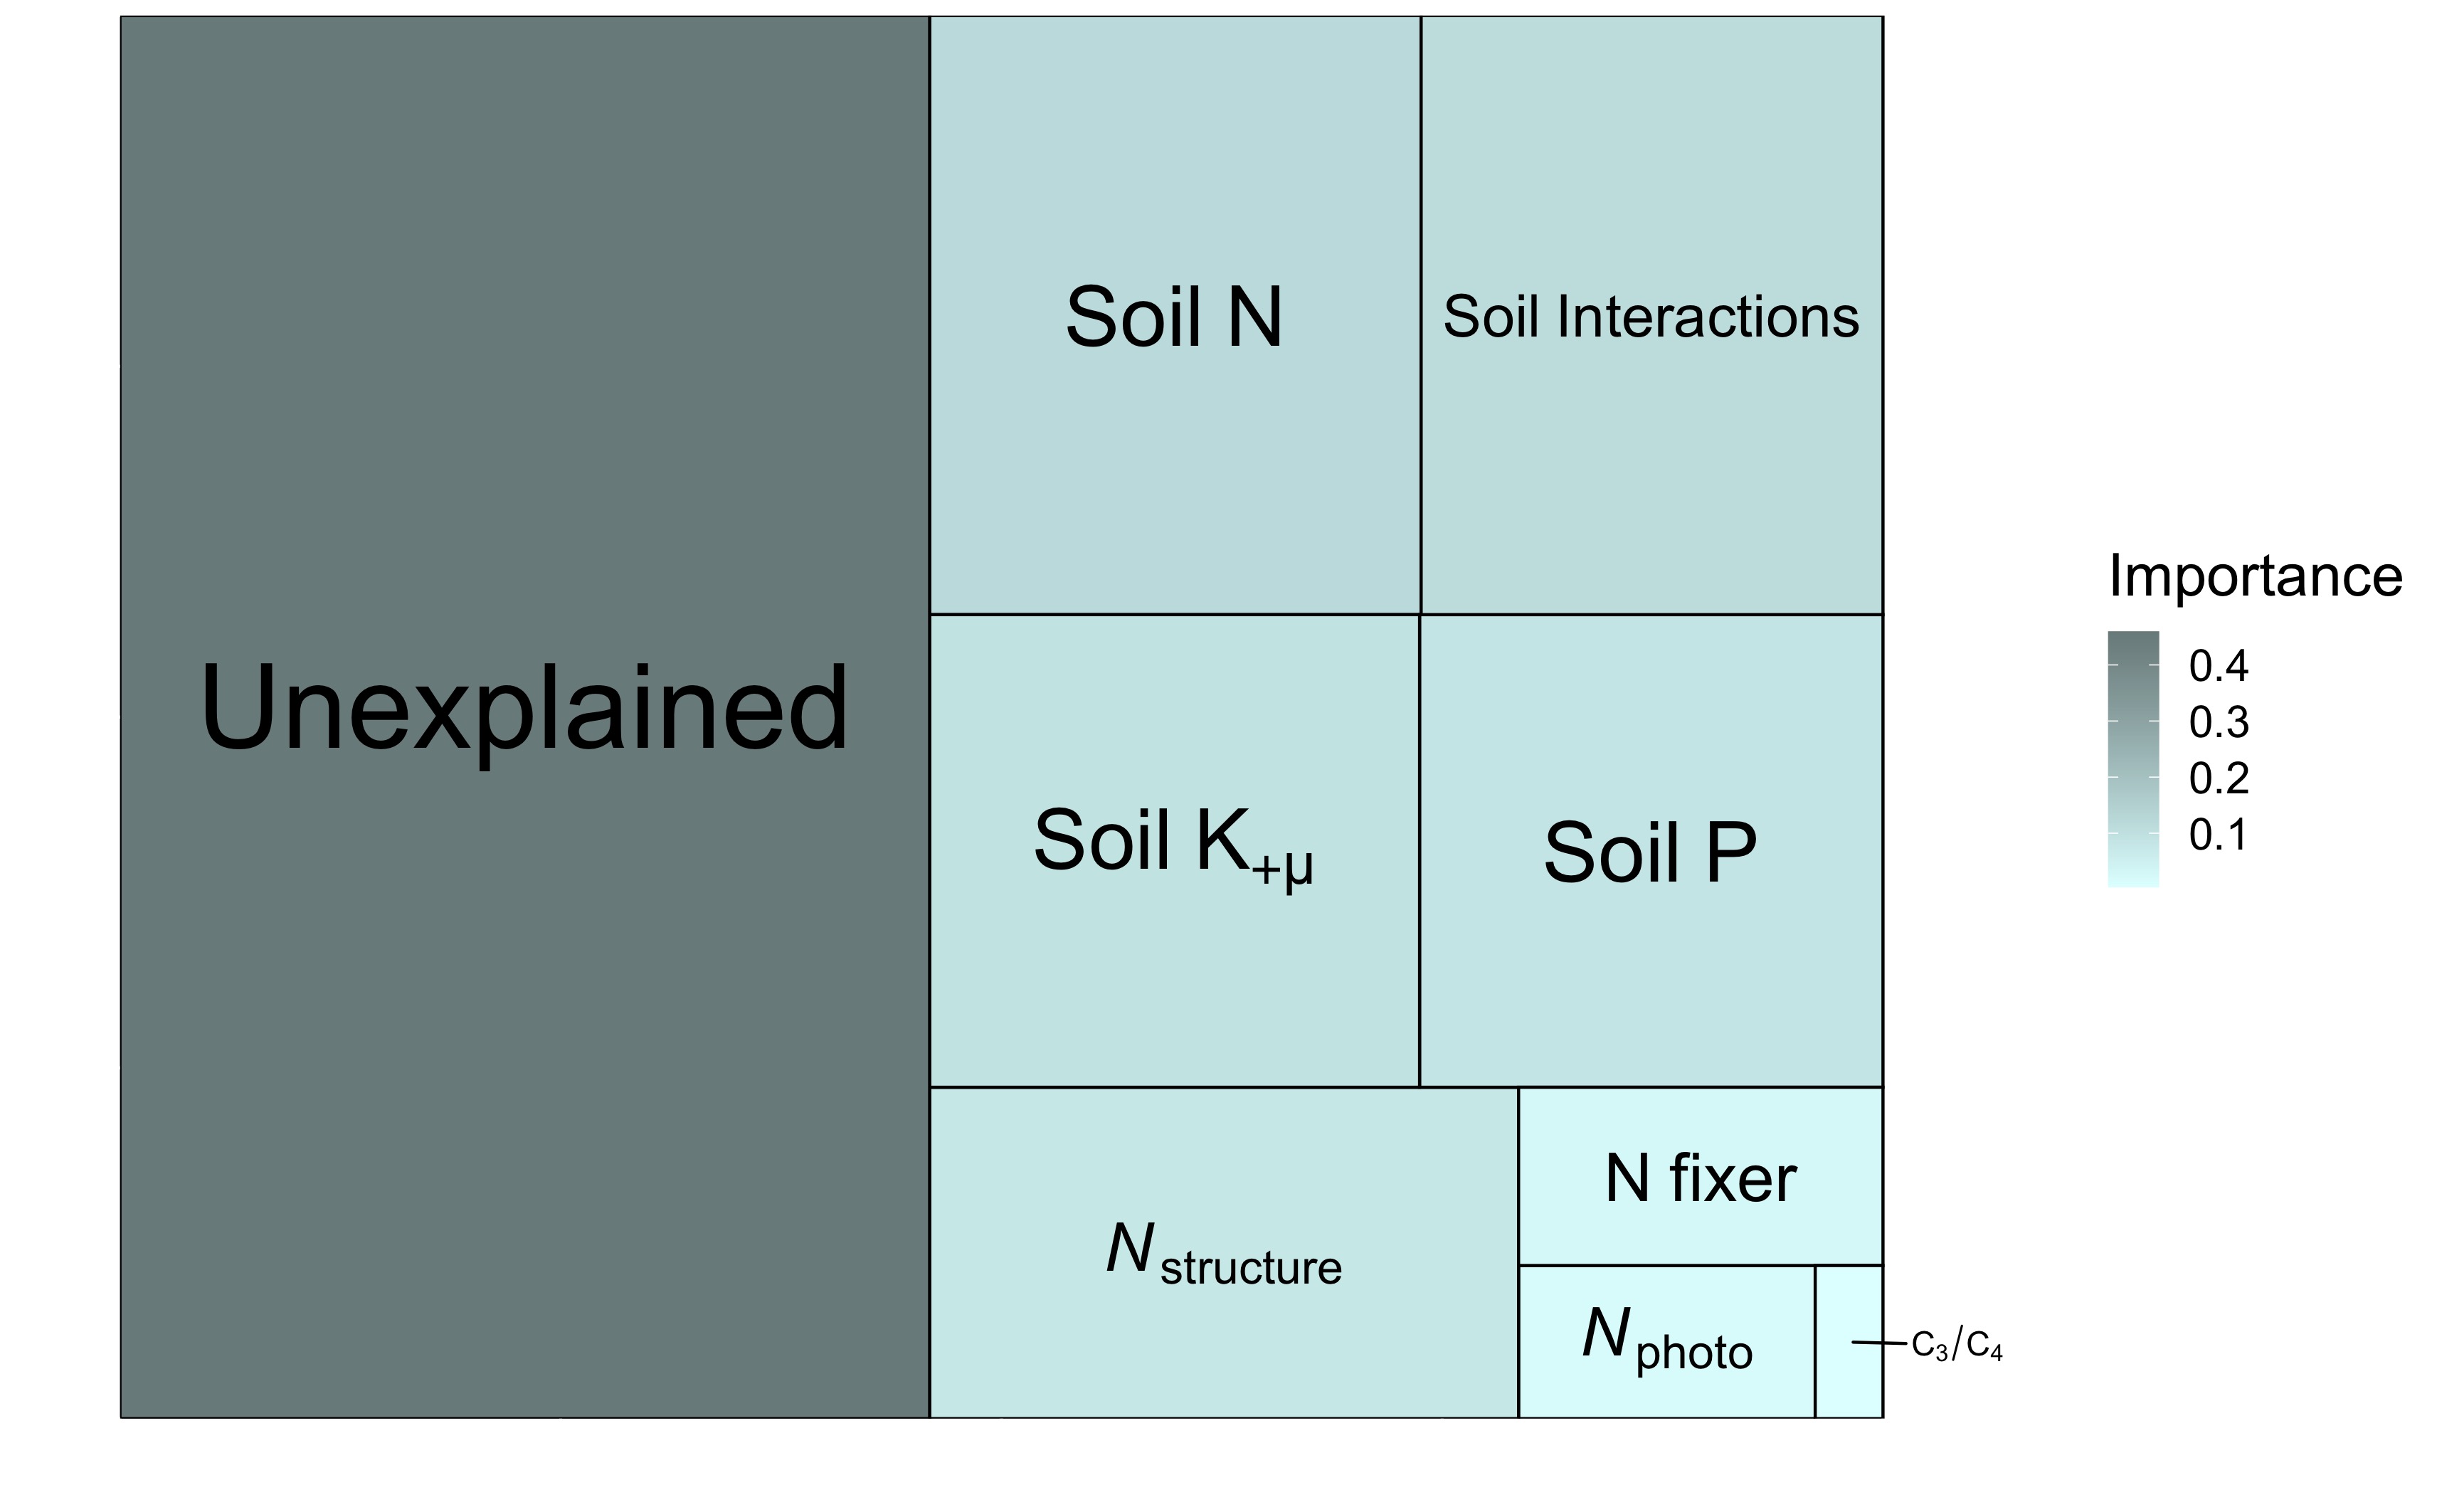 Unexplained
Soil N
Soil Interactions
Soil K+μ
Soil P
Nstructure
N fixer
Nphoto
C3/C4
Importance
0.4
0.3
0.2
0.1